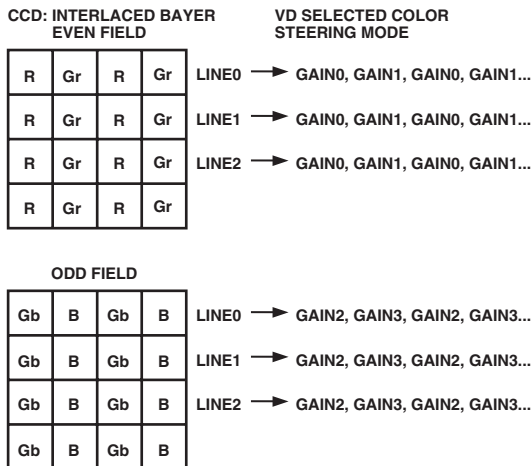 CCD: INTERLACED BAYER
EVEN FIELD
VD SELECTED COLOR
STEERING MODE
R Gr R Gr LINE0 GAIN0, GAIN1, GAIN0, GAIN1...
R Gr R Gr LINE1 GAIN0, GAIN1, GAIN0, GAIN1...
R Gr R Gr LINE2 GAIN0, GAIN1, GAIN0, GAIN1...
R Gr R Gr
ODD FIELD
Gb B Gb B LINE0 GAIN2, GAIN3, GAIN2, GAIN3...
Gb B Gb B LINE1 GAIN2, GAIN3, GAIN2, GAIN3...
Gb B Gb B LINE2 GAIN2, GAIN3, GAIN2, GAIN3...
Gb B Gb B